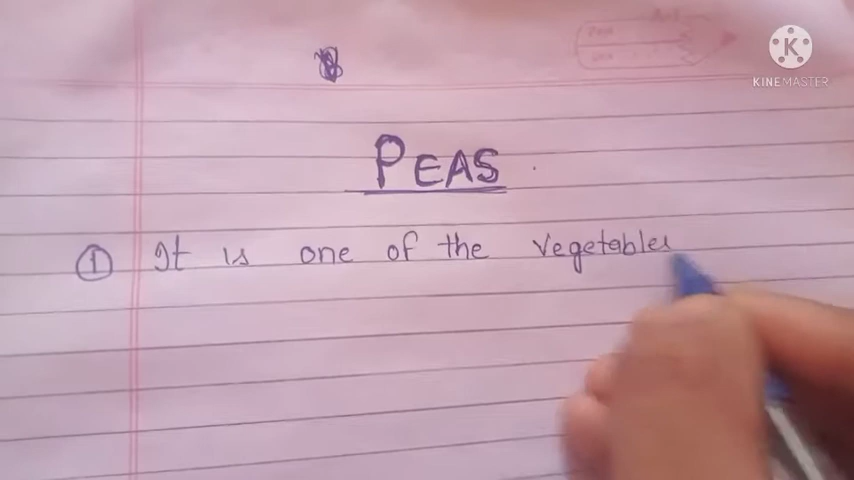 K
KINEMASTER
PEAS
① It is one of the vegetables